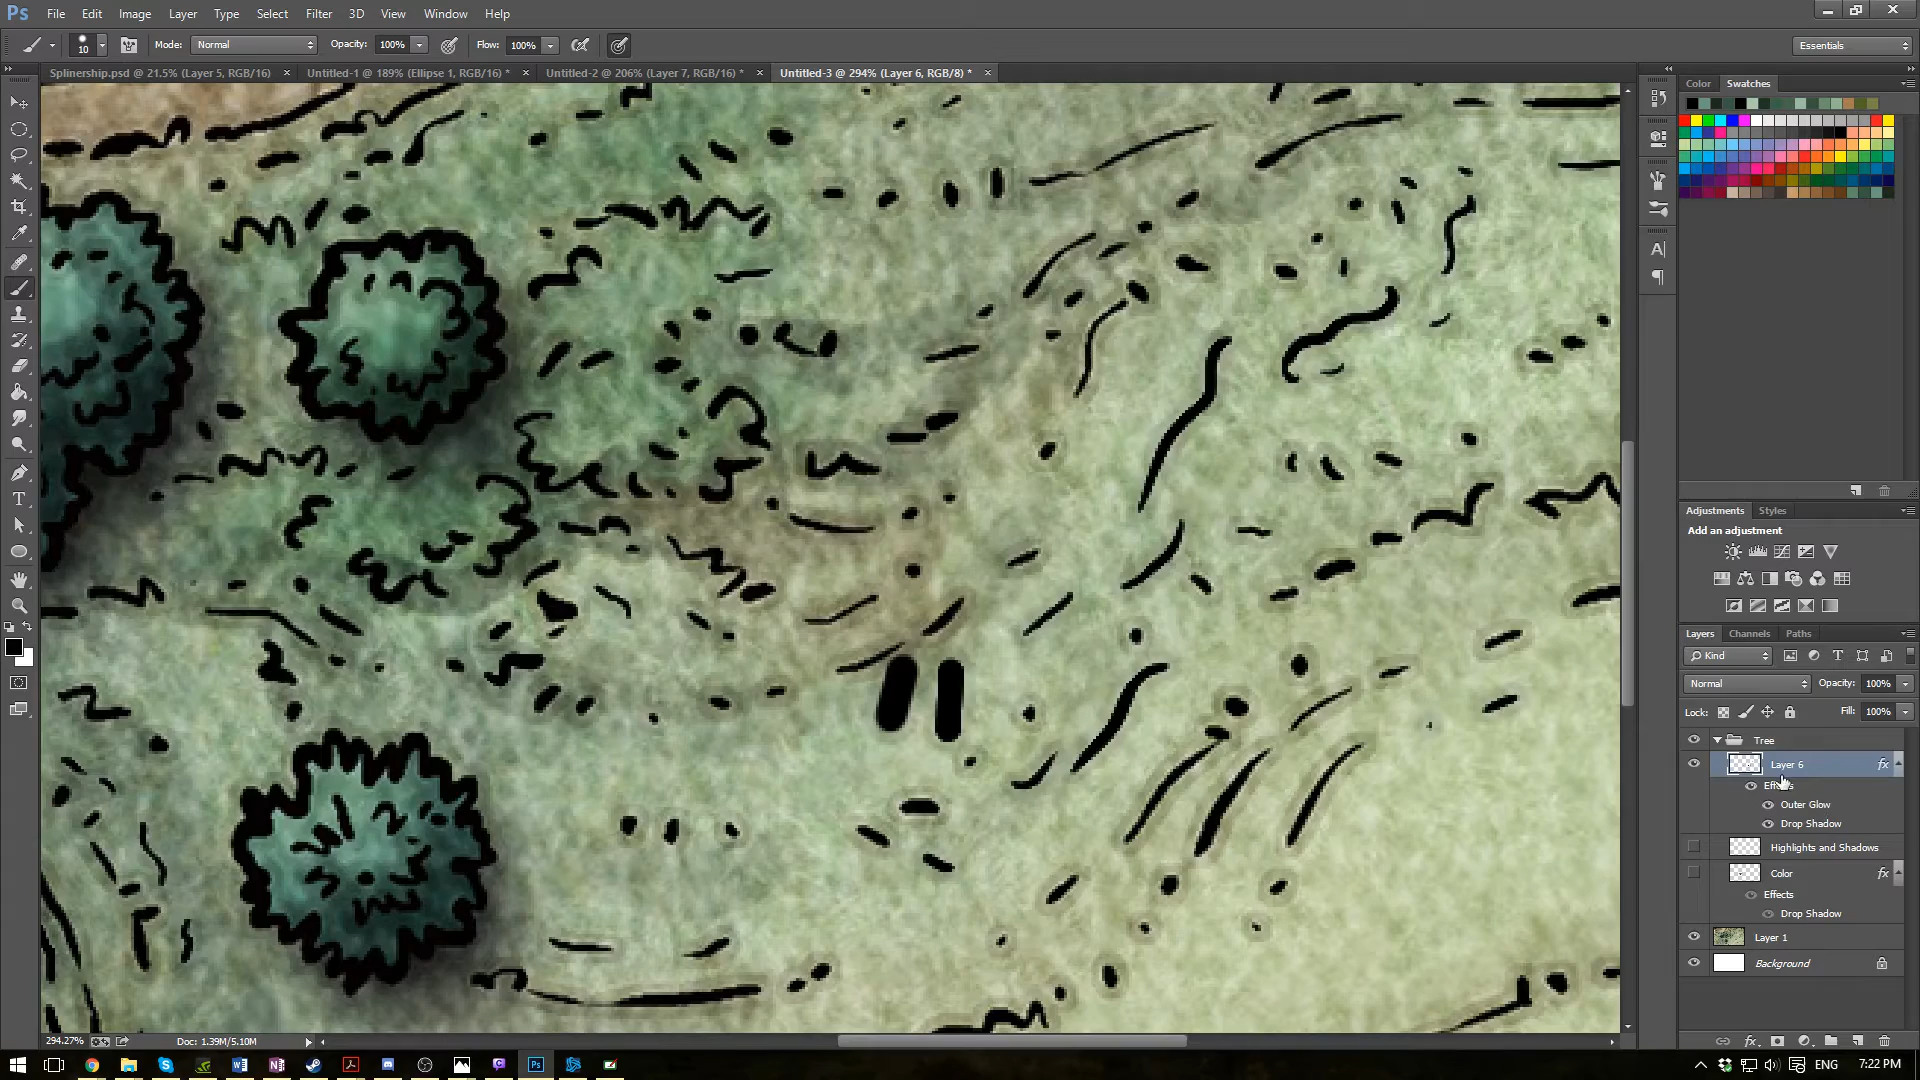 Ps File Edit Image Layer Type Select Filter 3D View Window Help
10 Mode: Normal Opacity: 100% Flow: 100% Essentials
Splinership.psd @ 21.5% (Layer 5, RGB/16) Untitled-1 @ 189% (Ellipse 1, RGB/16) * Untitled-2 @ 206% (Layer 7, RGB/16) * Untitled-3 @ 294% (Layer 6, RGB/8) *
Color Swatches
Adjustments Styles
Add an adjustment
Layers Channels Paths
Kind
Normal Opacity: 100%
Lock: Fill: 100%
Tree
Layer 6 fx
Effects
Outer Glow
Drop Shadow
Highlights and Shadows
Color fx
Effects
Drop Shadow
Layer 1
Background
294.27% Doc: 1.39M/5.10M
ENG 7:22 PM